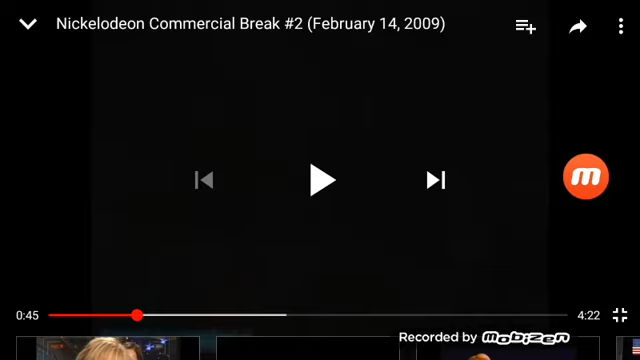 Nickelodeon Commercial Break #2 (February 14, 2009)
m
0:45
4:22
Recorded by mobizen